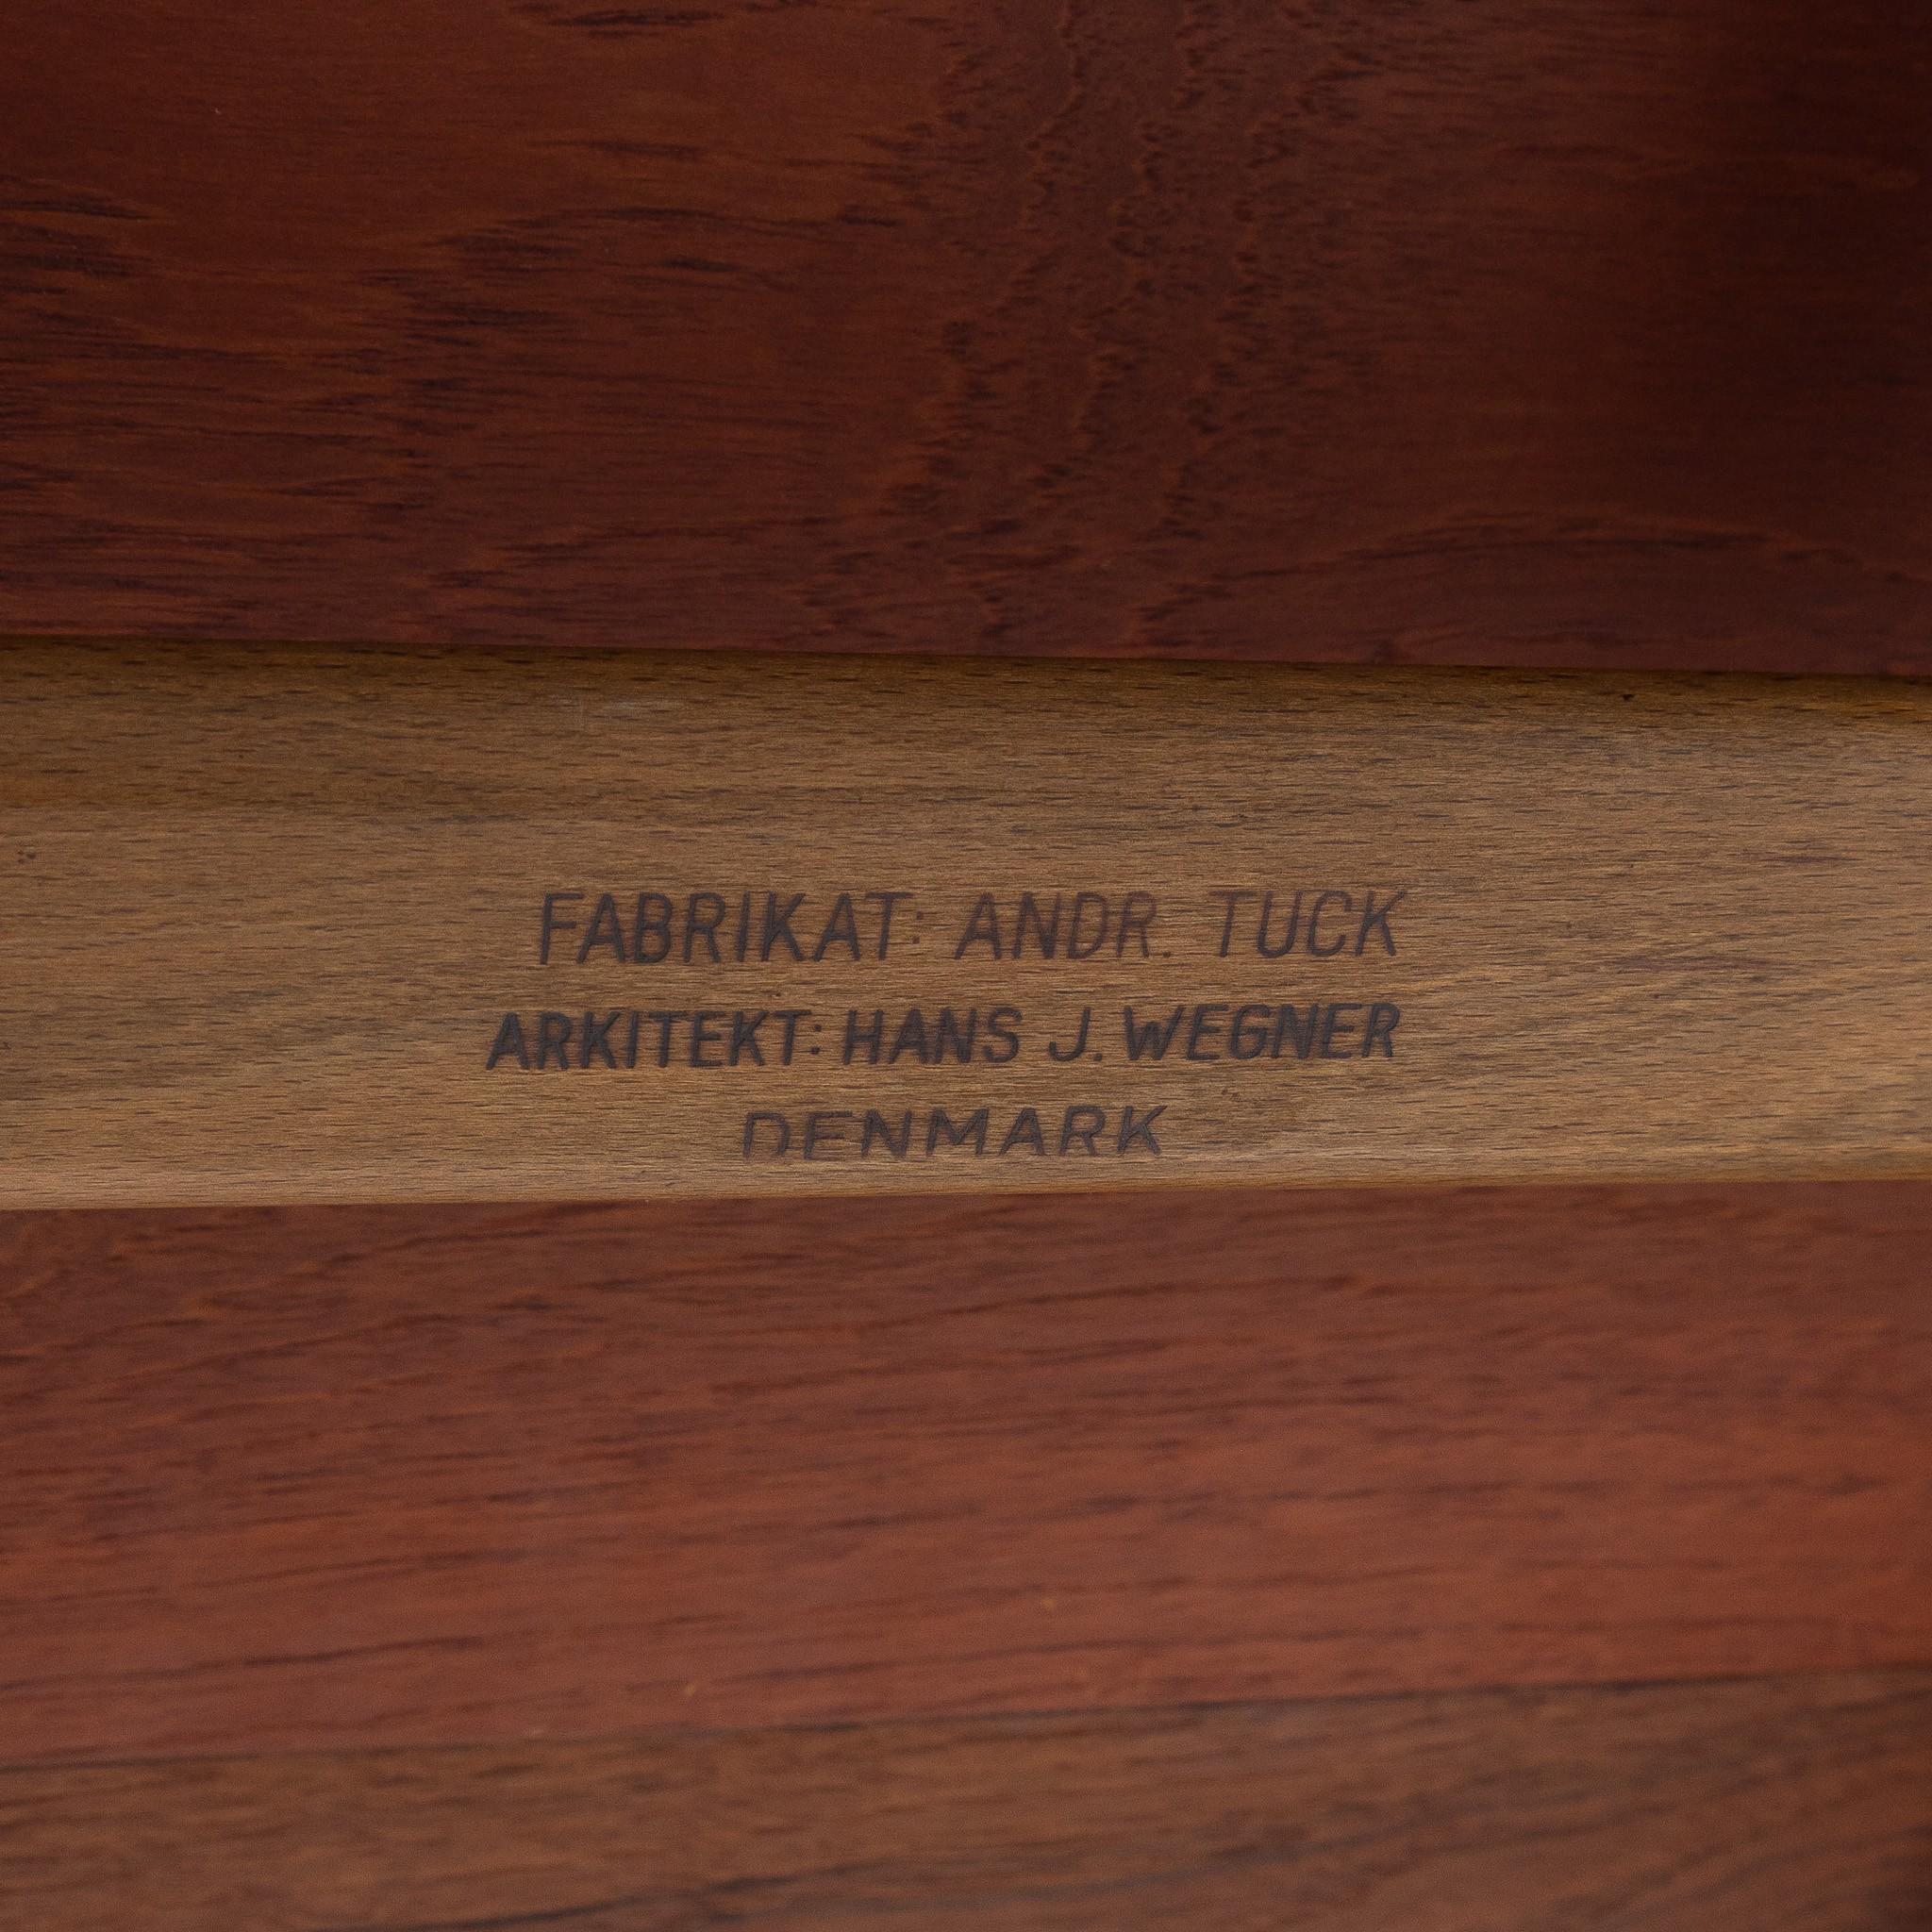 FABRIKAT: ANDR. TUCK
ARKITEKT: HANS J. WEGNER
DENMARK